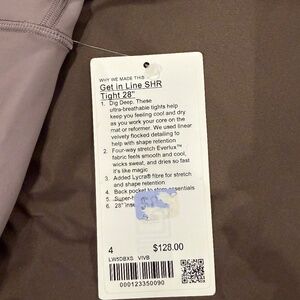 WHY WE MADE THIS
Get in Line SHR
Tight 28"
1. Dig Deep. These
ultra-breathable tights help
keep you feeling cool and dry
as you work your core on the
mat or reformer. We used linear
velvety flocked detailing to
help with shape retention
2. Four-way stretch Everlux™
fabric feels smooth and cool,
wicks sweat, and dries so fast
it's like magic
3. Added Lycra® fibre for stretch
and shape retention
4. Back pocket to store essentials
5. Super-h
6. 28" inse
4 $128.00
LW5DBXS VIVB
000123350090